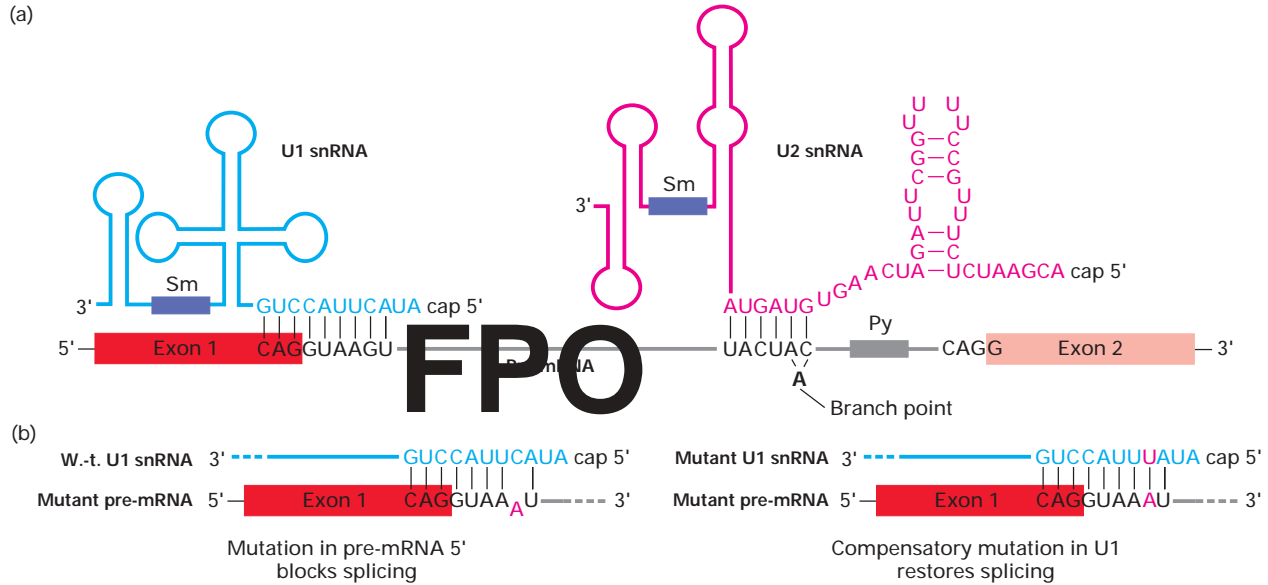 (a)
U1 snRNA
U2 snRNA
U U
U U
G C
G C
C G
U U
U U
A U
G C
UGAACUA UCUAAGCA cap 5'
Sm
3'
Sm
3'
GUCCAUUCAUA cap 5'
AUGAUG
5'
Exon 1
CAGGUAAGU
FPO
UACUAC
A
Branch point
Py
CAGG
Exon 2
3'
(b)
W.-t. U1 snRNA 3' GUCCAUUCAUA cap 5'
Mutant pre-mRNA 5' Exon 1 CAGGUAAAU 3'
Mutation in pre-mRNA 5'
blocks splicing
Mutant U1 snRNA 3' GUCCAUUUAUA cap 5'
Mutant pre-mRNA 5' Exon 1 CAGGUAAAU 3'
Compensatory mutation in U1
restores splicing